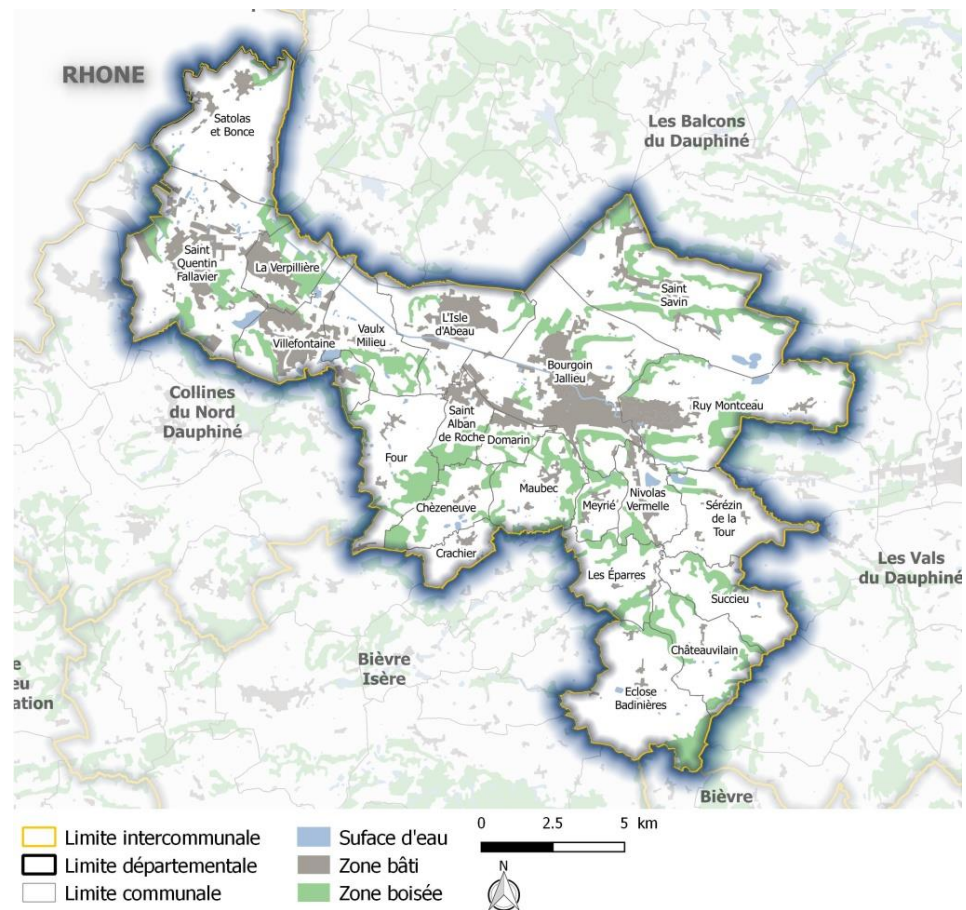 RHONE
Satolas
et Bonce
Les Balcons
du Dauphiné
Saint
Quentin
Fallavier
La Verpillière
Saint
Savin
L'Isle
d'Abeau
Villefontaine
Vaulx
Milieu
Bourgoin
Jallieu
Collines
du Nord
Dauphiné
Ruy Montceau
Saint
Alban
de Roche
Domarin
Four
Maubec
Meyrié
Nivolas
Vermelle
Sérézin
de la
Tour
Chèzeneuve
Crachier
Les Éparres
Les Vals
du Dauphiné
Succieu
Châteauvilain
Bièvre
Isère
Eclose
Badinières
eu
ation
Bièvre
Limite intercommunale
Limite départementale
Limite communale
Suface d'eau
Zone bâti
Zone boisée
0 2.5 5 km
N